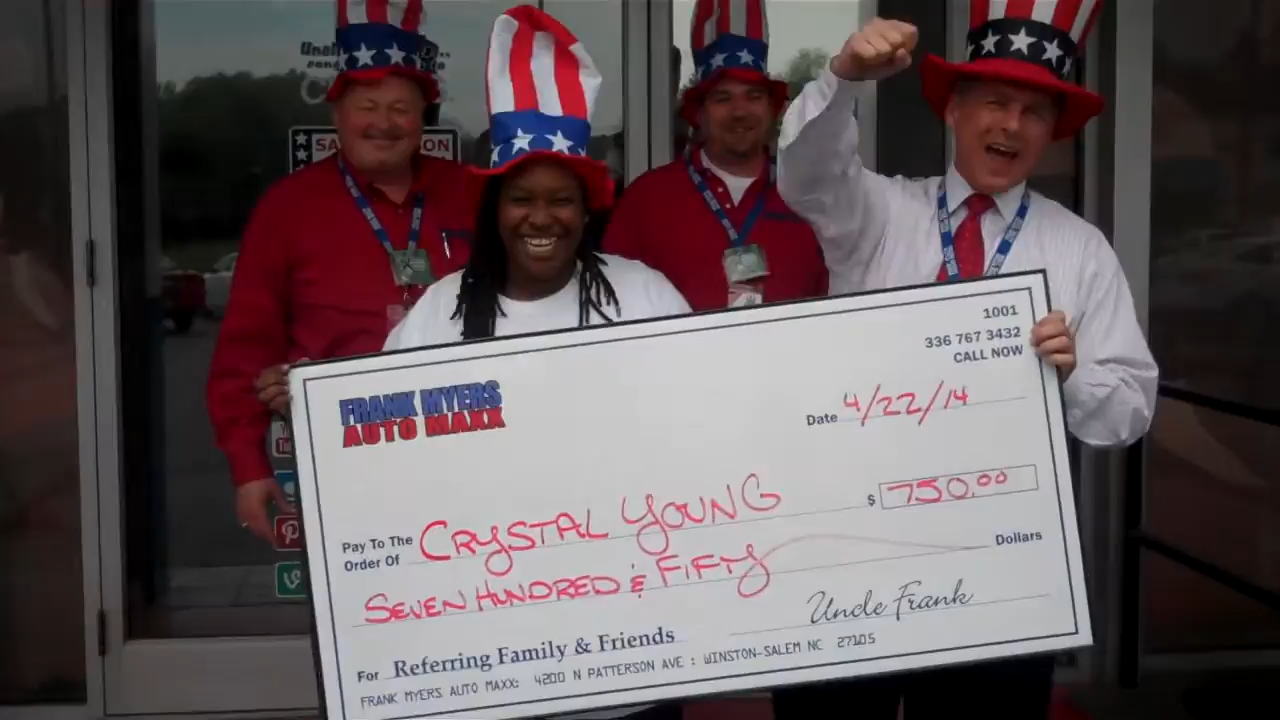 1001
336 767 3432
CALL NOW
FRANK MYERS
AUTO MAXX
Date 4/22/14
Pay To The
Order Of CRYSTAL YOUNG $ 750.00
SEVEN HUNDRED & FIFTY Dollars
For Referring Family & Friends Uncle Frank
FRANK MYERS AUTO MAXX: 4200 N PATTERSON AVE : WINSTON-SALEM NC 27105